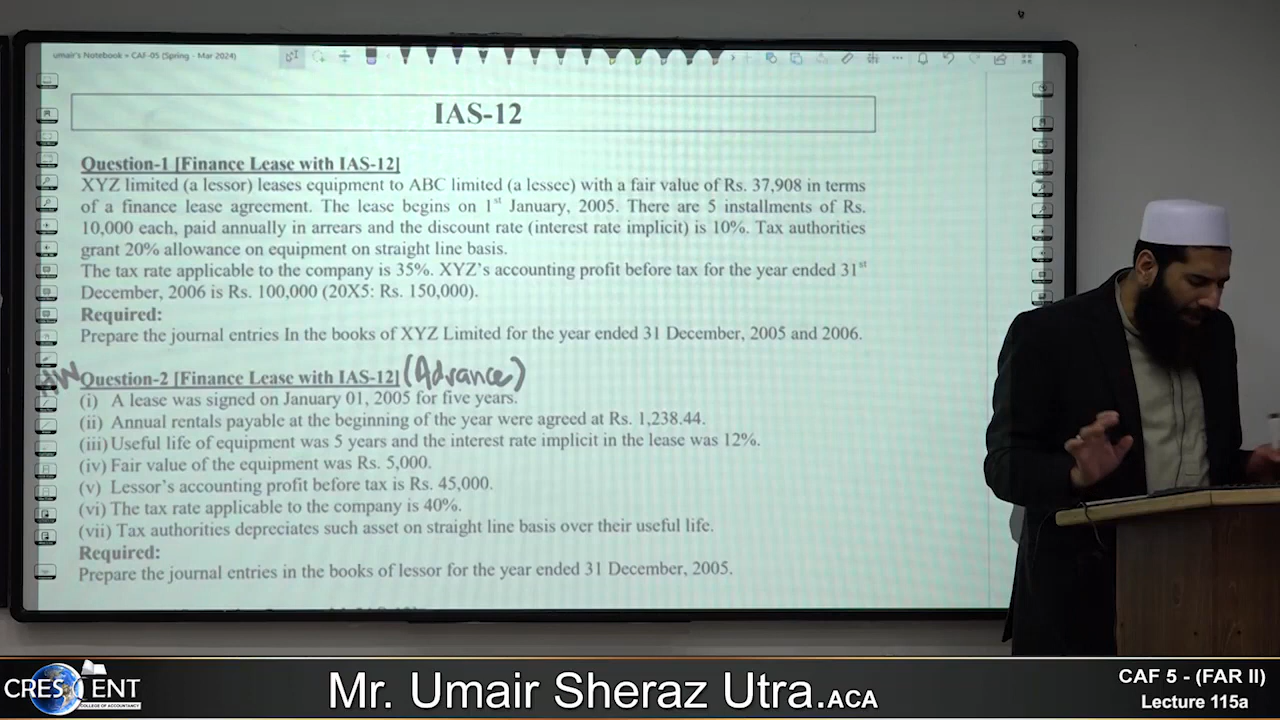 umair's Notebook » CAF-05 (Spring - Mar 2024)
IAS-12
Question-1 [Finance Lease with IAS-12]
XYZ limited (a lessor) leases equipment to ABC limited (a lessee) with a fair value of Rs. 37,908 in terms
of a finance lease agreement. The lease begins on 1st January, 2005. There are 5 installments of Rs.
10,000 each, paid annually in arrears and the discount rate (interest rate implicit) is 10%. Tax authorities
grant 20% allowance on equipment on straight line basis.
The tax rate applicable to the company is 35%. XYZ's accounting profit before tax for the year ended 31st
December, 2006 is Rs. 100,000 (20X5: Rs. 150,000).
Required:
Prepare the journal entries In the books of XYZ Limited for the year ended 31 December, 2005 and 2006.
HW Question-2 [Finance Lease with IAS-12] (Advance)
(i) A lease was signed on January 01, 2005 for five years.
(ii) Annual rentals payable at the beginning of the year were agreed at Rs. 1,238.44.
(iii) Useful life of equipment was 5 years and the interest rate implicit in the lease was 12%.
(iv) Fair value of the equipment was Rs. 5,000.
(v) Lessor's accounting profit before tax is Rs. 45,000.
(vi) The tax rate applicable to the company is 40%.
(vii) Tax authorities depreciates such asset on straight line basis over their useful life.
Required:
Prepare the journal entries in the books of lessor for the year ended 31 December, 2005.
CRESCENT
COLLEGE OF ACCOUNTANCY
Mr. Umair Sheraz Utra.ACA
CAF 5 - (FAR II)
Lecture 115a